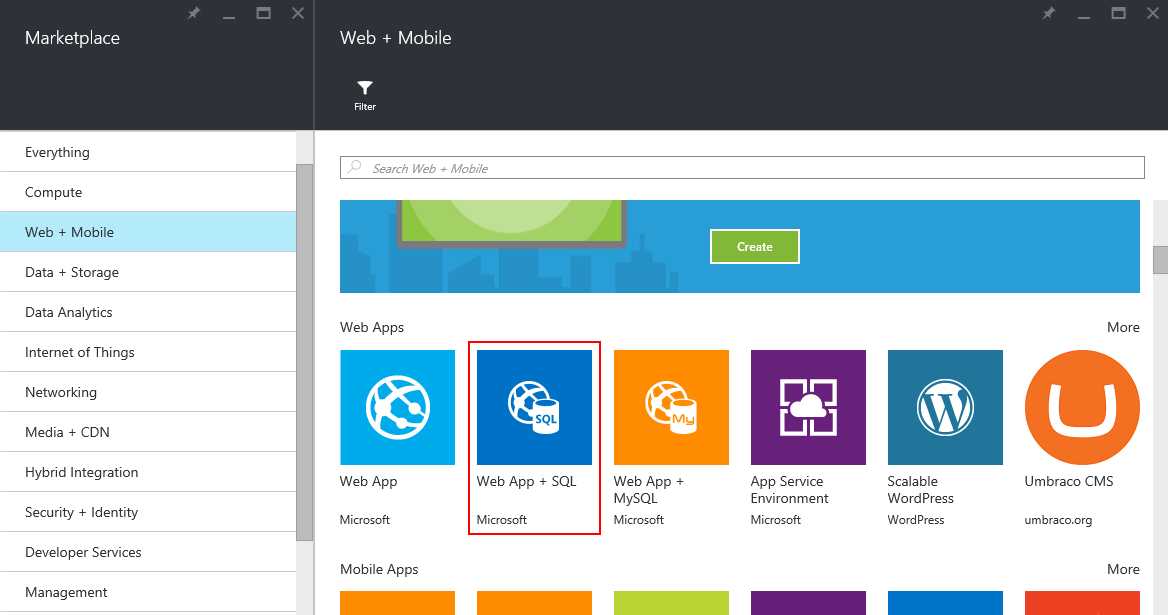 Marketplace
Everything
Compute
Web + Mobile
Data + Storage
Data Analytics
Internet of Things
Networking
Media + CDN
Hybrid Integration
Security + Identity
Developer Services
Management
Web + Mobile
Filter
Search Web + Mobile
Create
Web Apps
More
SQL
My
Web App
Microsoft
Web App + SQL
Microsoft
Web App +
MySQL
Microsoft
App Service
Environment
Microsoft
Scalable
WordPress
WordPress
Umbraco CMS
umbraco.org
Mobile Apps
More